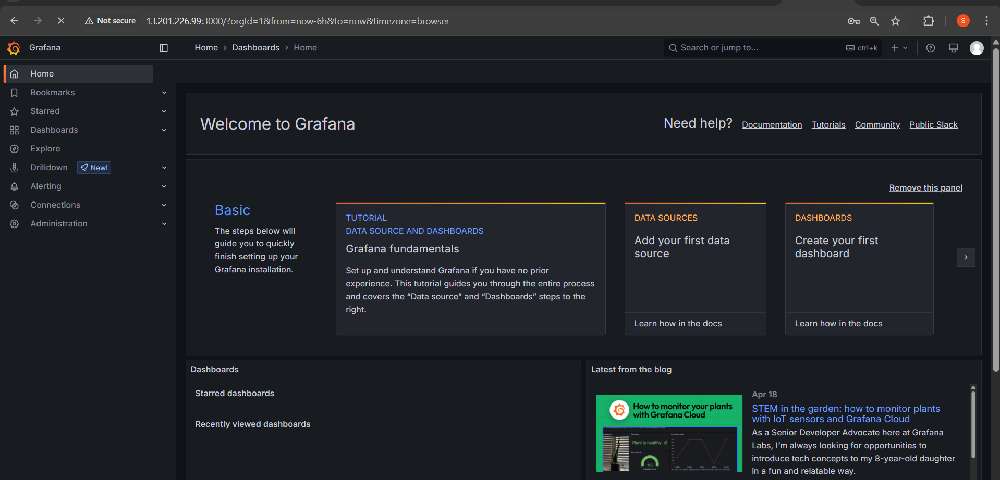 Not secure
13.201.226.99:3000/?orgId=1&from=now-6h&to=now&timezone=browser
S
Grafana
Home › Dashboards › Home
Search or jump to...
ctrl+k
Home
Bookmarks
Starred
Dashboards
Explore
Drilldown
New!
Alerting
Connections
Administration
Welcome to Grafana
Need help?
Documentation
Tutorials
Community
Public Slack
Remove this panel
Basic
The steps below will
guide you to quickly
finish setting up your
Grafana installation.
TUTORIAL
DATA SOURCE AND DASHBOARDS
Grafana fundamentals
Set up and understand Grafana if you have no prior
experience. This tutorial guides you through the entire process
and covers the “Data source” and “Dashboards” steps to the
right.
DATA SOURCES
Add your first data
source
Learn how in the docs
DASHBOARDS
Create your first
dashboard
Learn how in the docs
Dashboards
Starred dashboards
Recently viewed dashboards
Latest from the blog
How to monitor your plants
with Grafana Cloud
Plant is healthy!
115
Apr 18
STEM in the garden: how to monitor plants
with IoT sensors and Grafana Cloud
As a Senior Developer Advocate here at Grafana
Labs, I’m always looking for opportunities to
introduce tech concepts to my 8-year-old daughter
in a fun and relatable way.